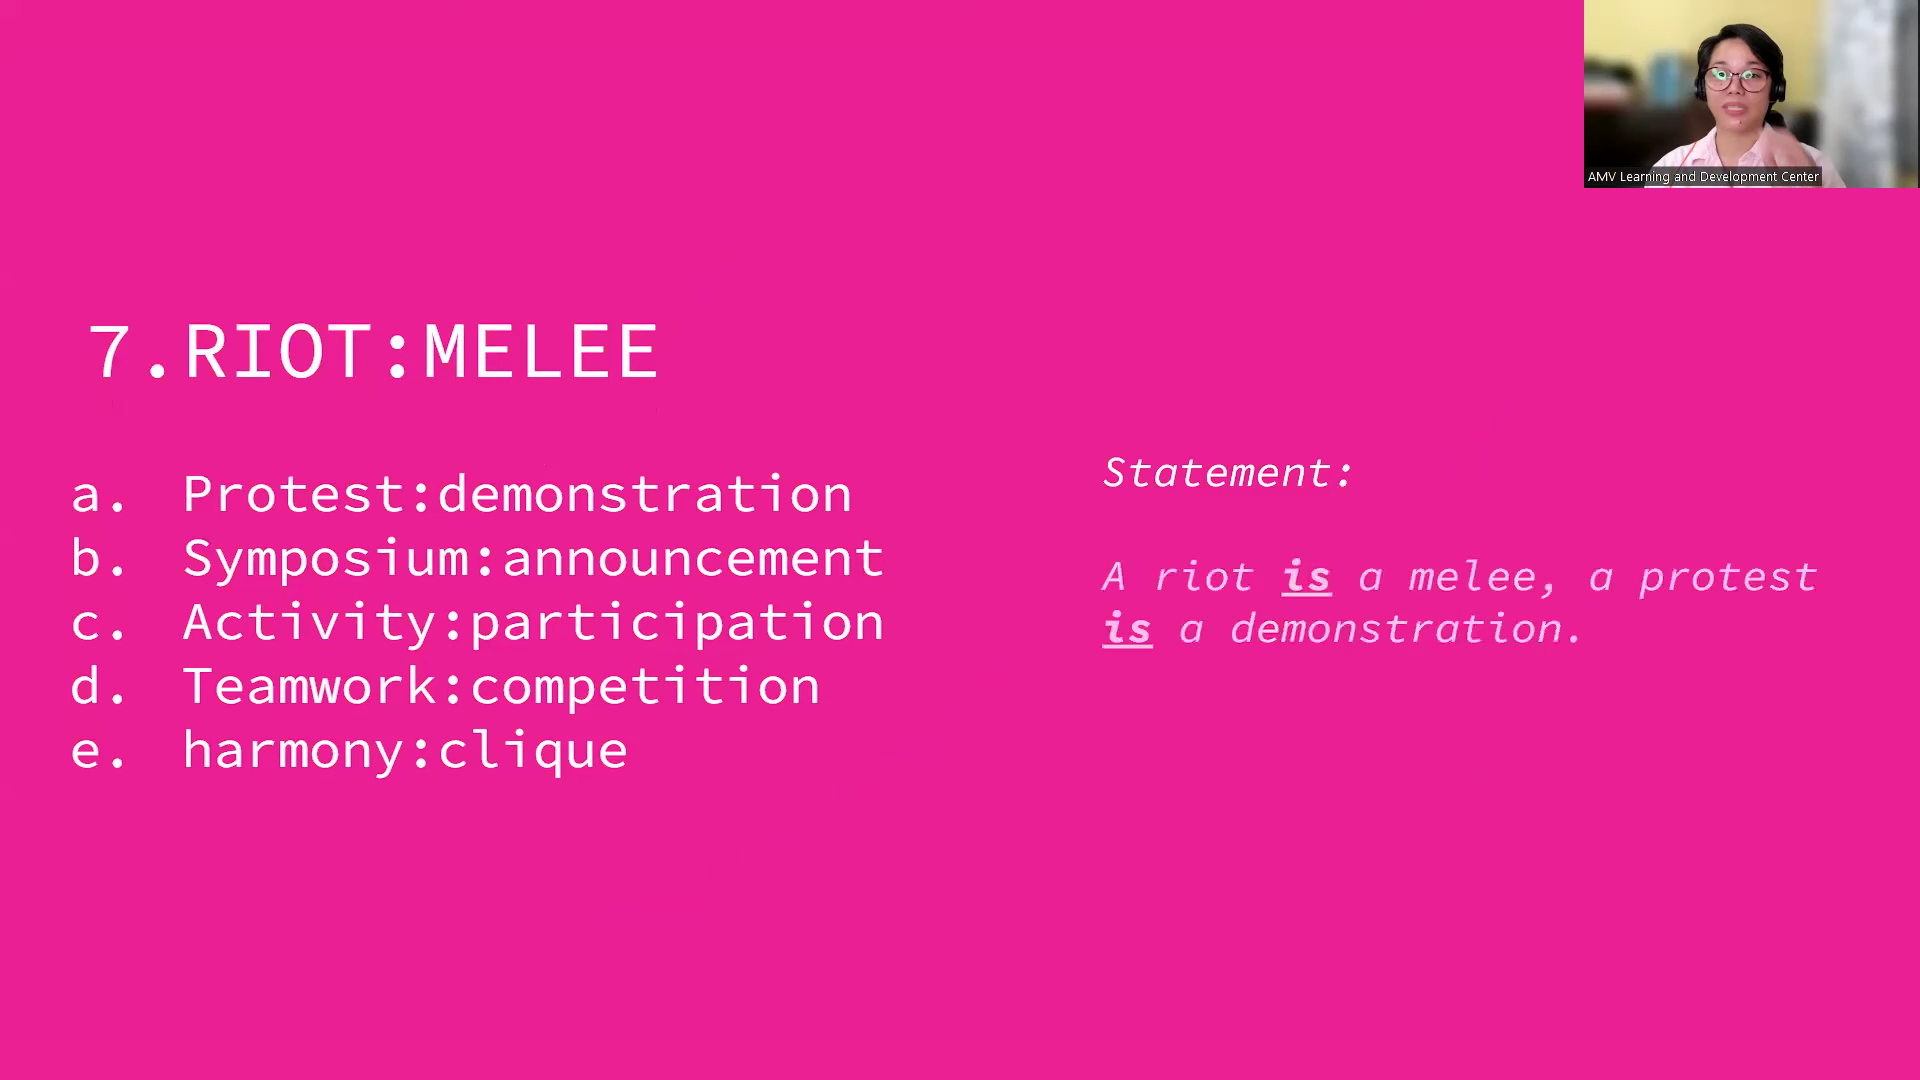 AMV Learning and Development Center
7.RIOT:MELEE
a. Protest:demonstration
b. Symposium:announcement
c. Activity:participation
d. Teamwork:competition
e. harmony:clique
Statement:
A riot is a melee, a protest
is a demonstration.